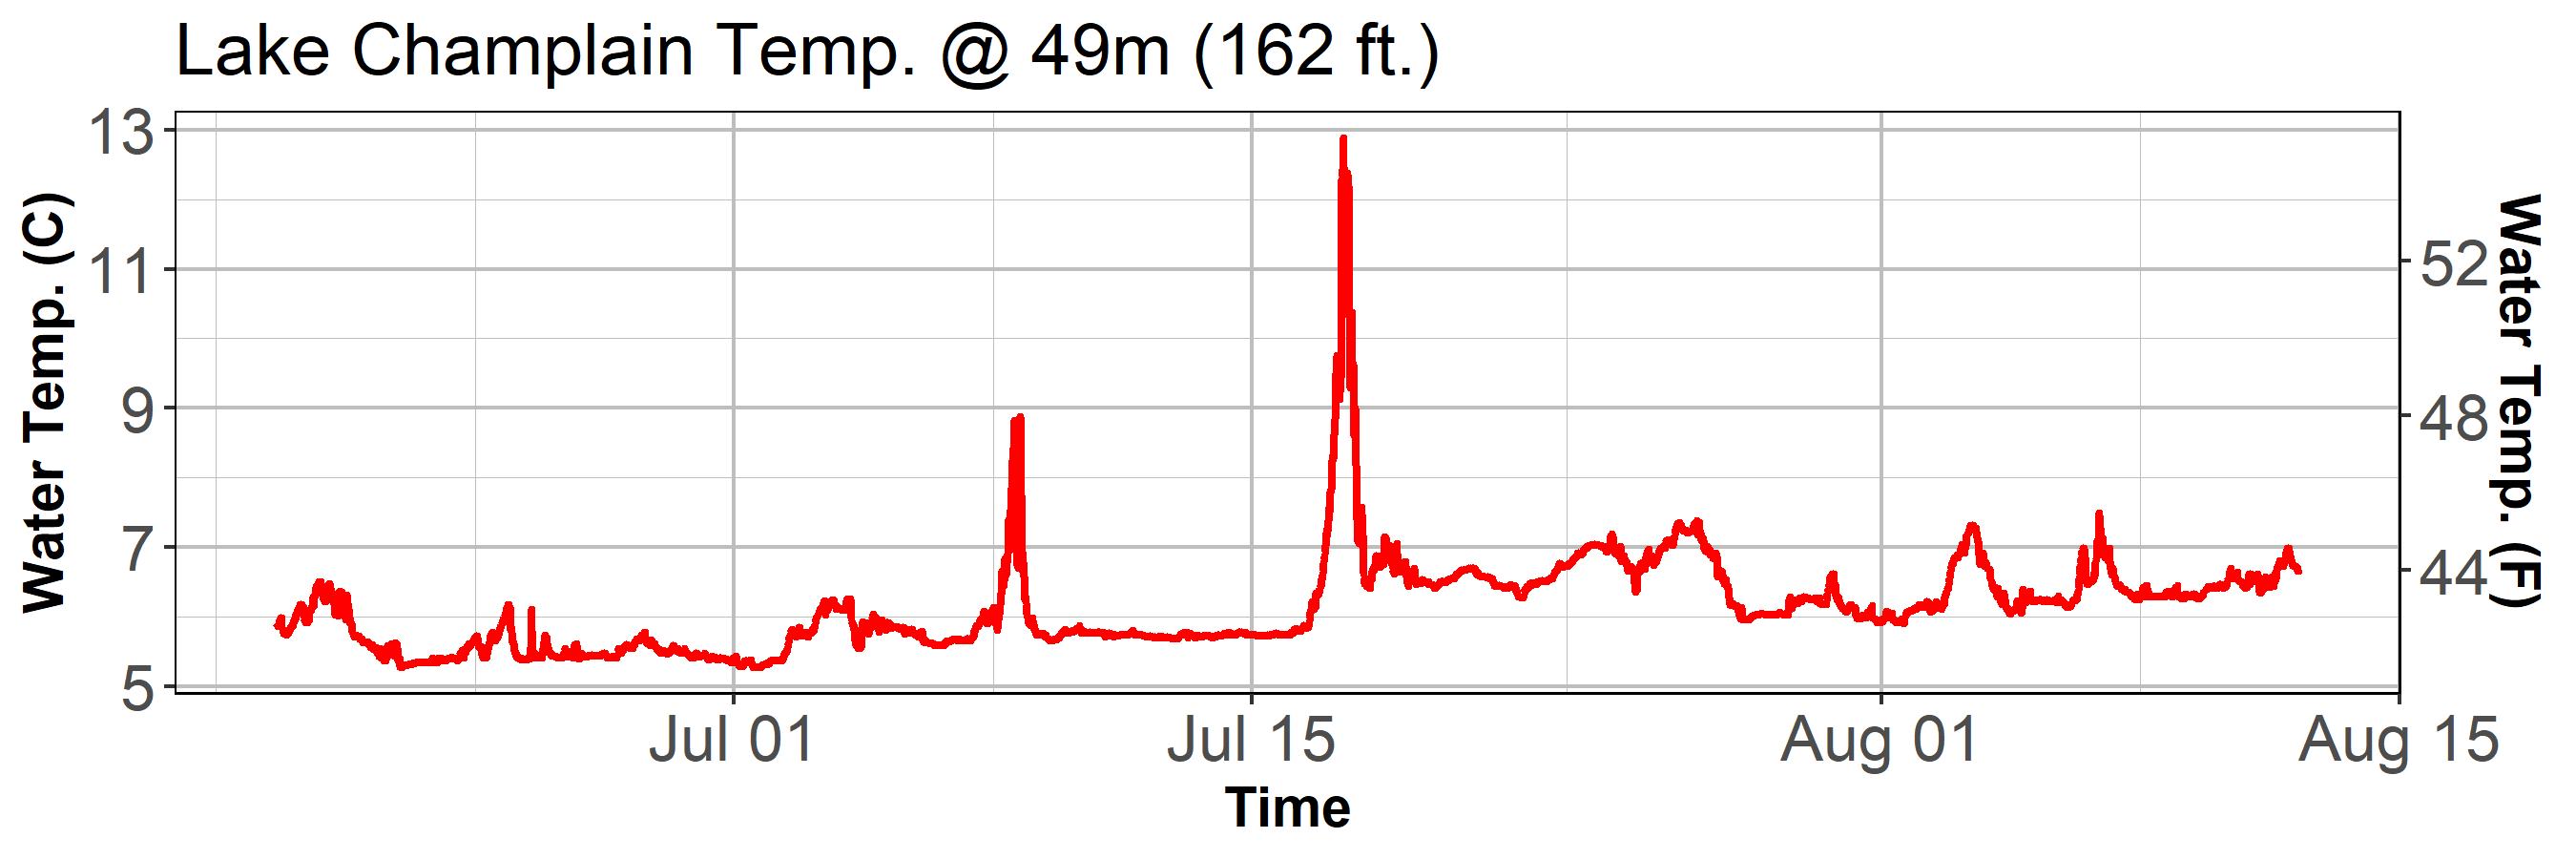 Lake Champlain Temp. @ 49m (162 ft.)
Water Temp. (C)
13
11
9
7
5
52
48
44
Water Temp. (F)
Jul 01
Jul 15
Aug 01
Aug 15
Time